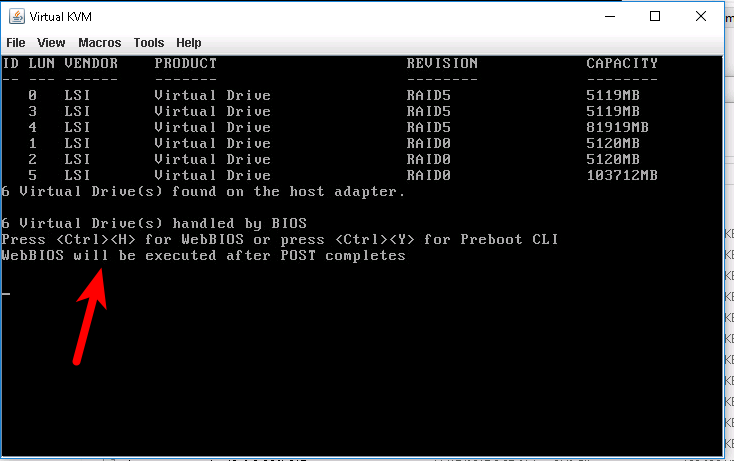 Virtual KVM
File View Macros Tools Help
ID LUN VENDOR PRODUCT REVISION CAPACITY
-- --- ------ ------- -------- --------
0 LSI Virtual Drive RAID5 5119MB
3 LSI Virtual Drive RAID5 5119MB
4 LSI Virtual Drive RAID5 81919MB
1 LSI Virtual Drive RAID0 5120MB
2 LSI Virtual Drive RAID0 5120MB
5 LSI Virtual Drive RAID0 103712MB
6 Virtual Drive(s) found on the host adapter.
6 Virtual Drive(s) handled by BIOS
Press <Ctrl><H> for WebBIOS or press <Ctrl><Y> for Preboot CLI
WebBIOS will be executed after POST completes